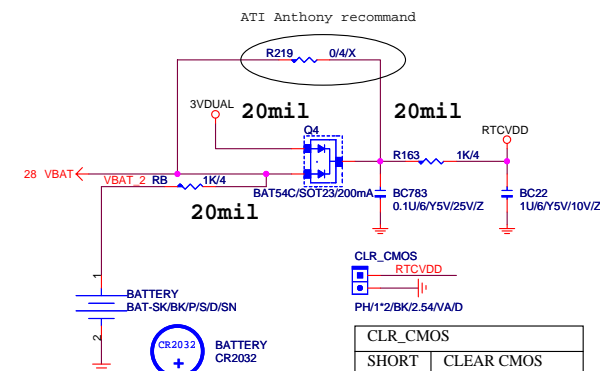 ATI Anthony recommand
R219 0/4/X
3VDUAL 20mil 20mil
Q4 RTCVDD
R163 1K/4
28 VBAT VBAT_2 RB 1K/4
BAT54C/SOT23/200mA
BC783
0.1U/6/Y5V/25V/Z
BC22
1U/6/Y5V/10V/Z
20mil
CLR_CMOS
RTCVDD
PH/1*2/BK/2.54/VA/D
1
BATTERY
BAT-SK/BK/P/S/D/SN
2
CR2032
+
BATTERY
CR2032
CLR_CMOS
SHORT CLEAR CMOS